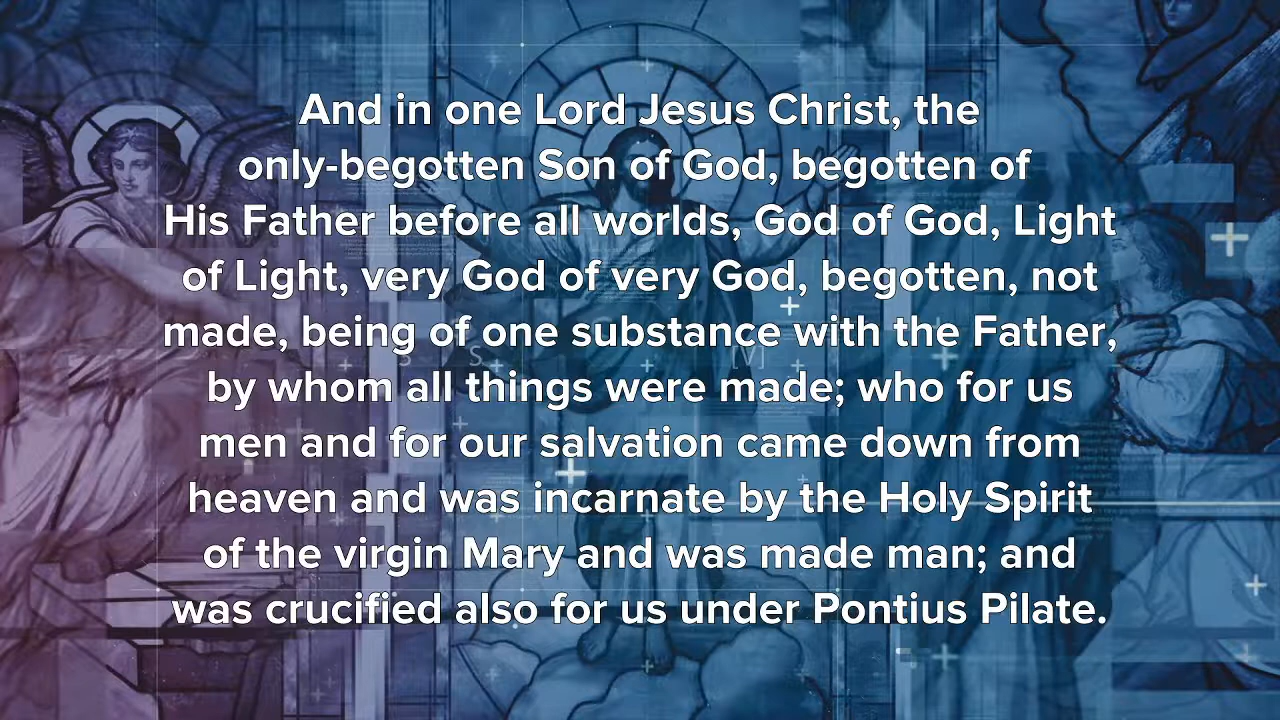 And in one Lord Jesus Christ, the
only-begotten Son of God, begotten of
His Father before all worlds, God of God, Light
of Light, very God of very God, begotten, not
made, being of one substance with the Father,
by whom all things were made; who for us
men and for our salvation came down from
heaven and was incarnate by the Holy Spirit
of the virgin Mary and was made man; and
was crucified also for us under Pontius Pilate.